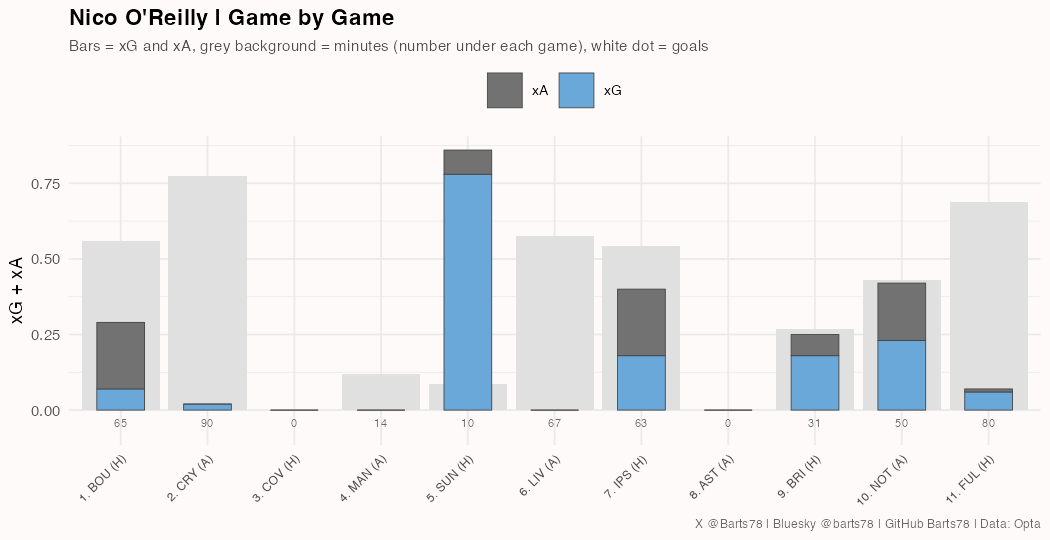 Nico O'Reilly | Game by Game
Bars = xG and xA, grey background = minutes (number under each game), white dot = goals
xA xG
xG + xA
0.75
0.50
0.25
0.00
65 90 0 14 10 67 63 0 31 50 80
1. BOU (H) 2. CRY (A) 3. COV (H) 4. MAN (A) 5. SUN (H) 6. LIV (A) 7. IPS (H) 8. AST (A) 9. BRI (H) 10. NOT (A) 11. FUL (H)
X @Barts78 | Bluesky @barts78 | GitHub Barts78 | Data: Opta